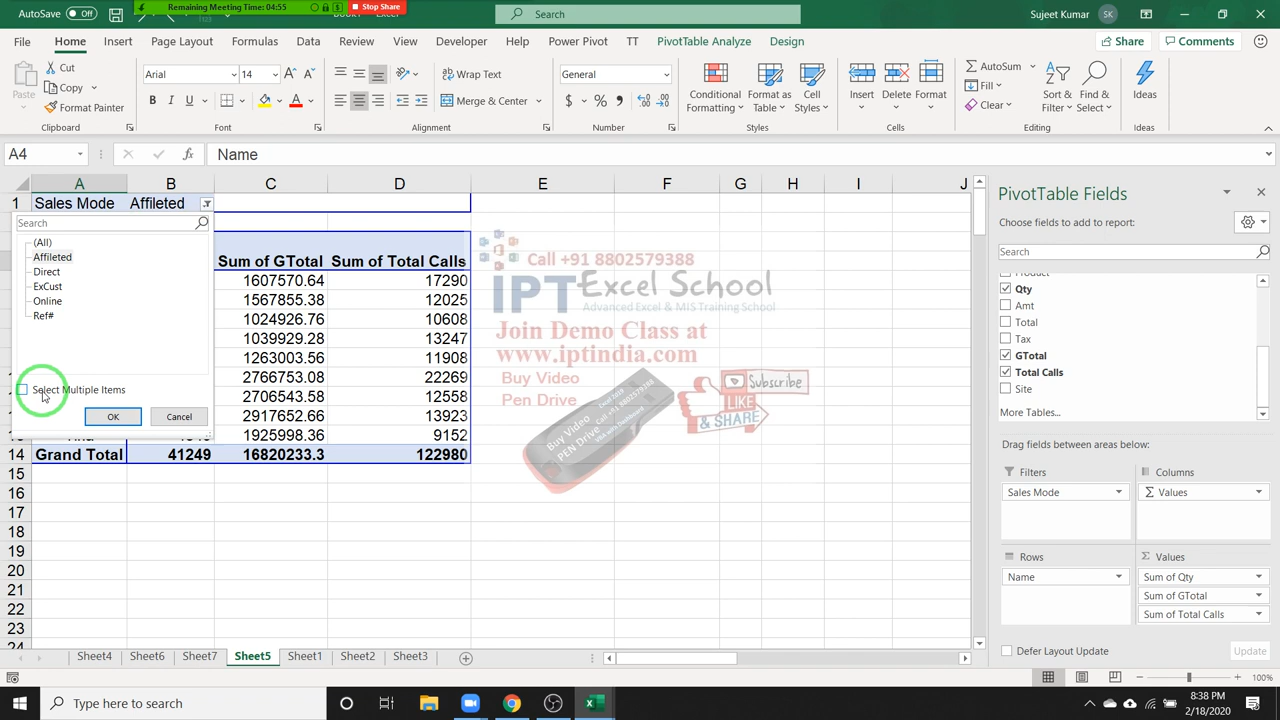 AutoSave Off
Remaining Meeting Time: 04:55
Stop Share
Search
Sujeet Kumar SK
File Home Insert Page Layout Formulas Data Review View Developer Help Power Pivot TT PivotTable Analyze Design
Share Comments
Paste
Cut
Copy
Format Painter
Clipboard
Arial 14
B I U
Font
Wrap Text
Merge & Center
Alignment
General
$ % ,
Number
Conditional Formatting
Format as Table
Cell Styles
Styles
Insert Delete Format
Cells
AutoSum
Fill
Clear
Sort & Filter
Find & Select
Editing
Ideas
Ideas
A4 fx Name
A B C D E F G H I J
1 Sales Mode Affileted
Search
(All)
Affileted
Direct
ExCust
Online
Ref#
Select Multiple Items
OK Cancel
Sum of GTotal Sum of Total Calls
1607570.64 17290
1567855.38 12025
1024926.76 10608
1039929.28 13247
1263003.56 11908
2766753.08 22269
2706543.58 12558
2917652.66 13923
1925998.36 9152
14 Grand Total 41249 16820233.3 122980
15
16
17
18
19
20
21
22
23
Call +91 8802579388
IPT Excel School
Advanced Excel & MIS Training School
Join Demo Class at
www.iptindia.com
Buy Video
Pen Drive
Buy Video
PEN Drive
Subscribe
LIKE
& SHARE
PivotTable Fields
Choose fields to add to report:
Search
Product
Qty
Amt
Total
Tax
GTotal
Total Calls
Site
More Tables...
Drag fields between areas below:
Filters
Sales Mode
Columns
Σ Values
Rows
Name
Σ Values
Sum of Qty
Sum of GTotal
Sum of Total Calls
Defer Layout Update Update
Sheet4 Sheet6 Sheet7 Sheet5 Sheet1 Sheet2 Sheet3
100%
Type here to search
8:38 PM
2/18/2020